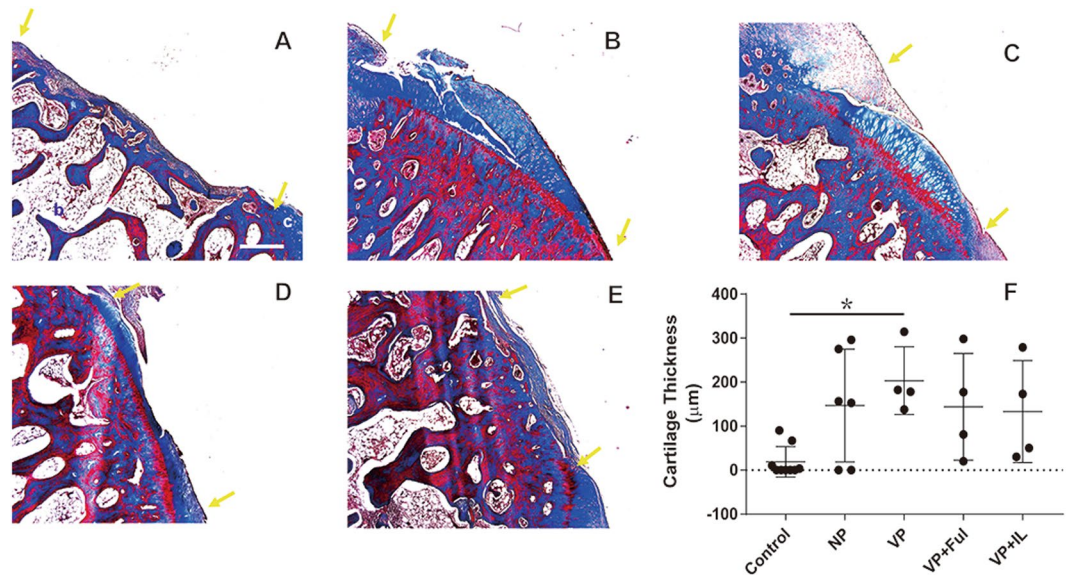 A
B
C
b
c
D
E
F
Cartilage Thickness
(μm)
400
300
200
100
0
-100
*
Control
NP
VP
VP+Ful
VP+IL